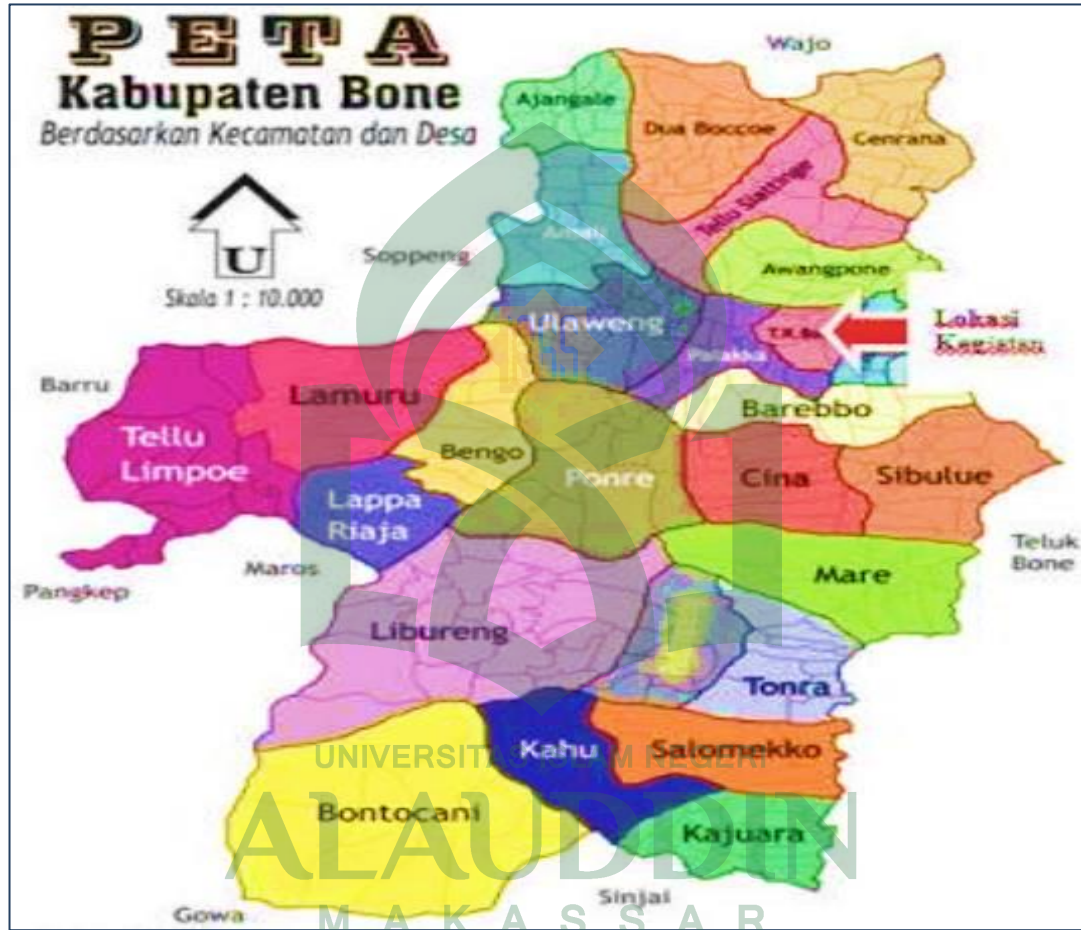 PETA
Kabupaten Bone
Berdasarkan Kecamatan dan Desa
U
Skala 1 : 10.000
Wajo
Ajangale
Dua Boccoe
Cenrana
Tellu Siattinge
Amali
Soppeng
Awangpone
Ulaweng
Palakka
T.R.
Lokasi
Kegiatan
Barru
Lamuru
Barebbo
Tellu
Limpoe
Bengo
Ponre
Cina
Sibulue
Lappa
Riaja
Teluk
Bone
Maros
Mare
Pangkep
Libureng
Tonra
Kahu
Salomekko
UNIVERSITAS ISLAM NEGERI
Bontocani
ALAUDDIN
Kajuara
Sinjai
Gowa
MAKASSAR